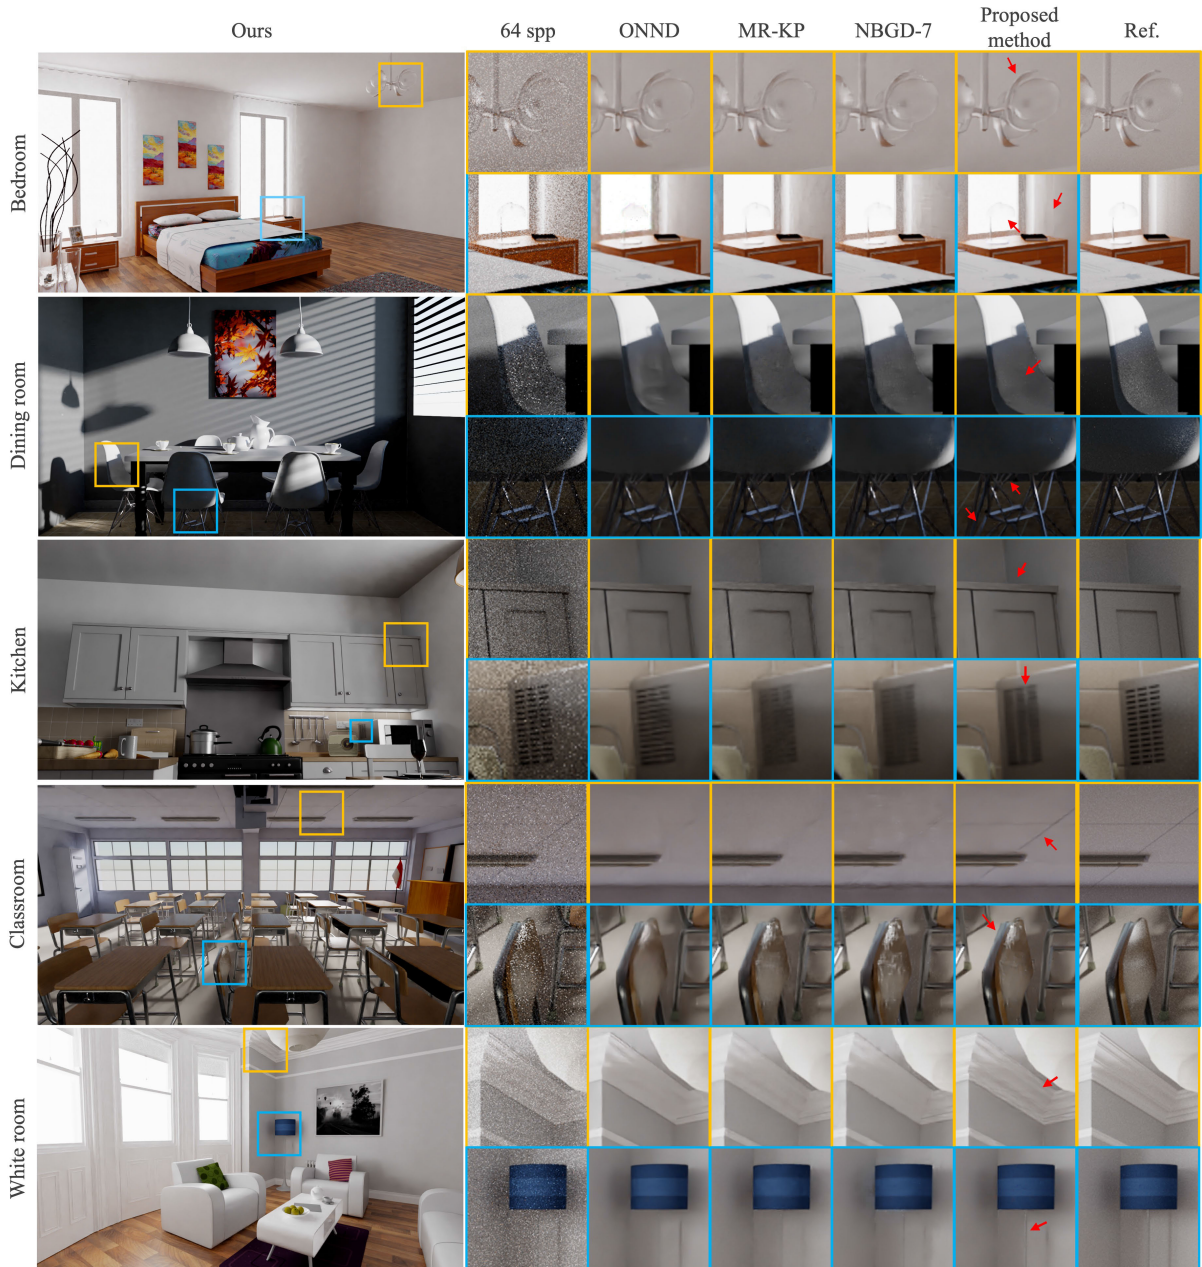 Ours
64 spp
ONND
MR-KP
NBGD-7
Proposed
method
Ref.
Bedroom
Dining room
Kitchen
Classroom
White room